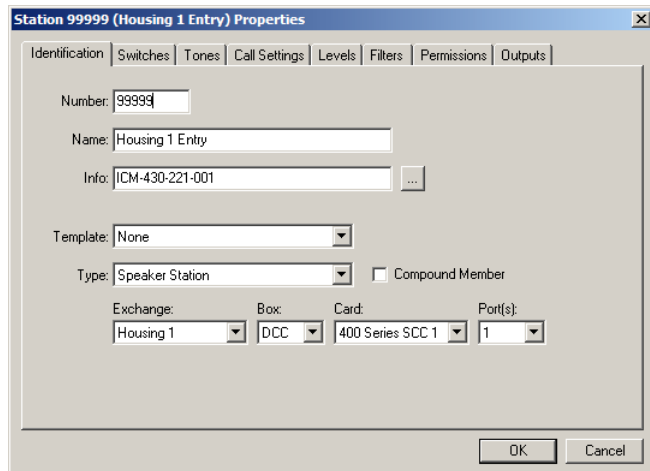 Station 99999 (Housing 1 Entry) Properties
Identification Switches Tones Call Settings Levels Filters Permissions Outputs
Number: 99999
Name: Housing 1 Entry
Info: ICM-430-221-001 ...
Template: None
Type: Speaker Station Compound Member
Exchange: Box: Card: Port(s):
Housing 1 DCC 400 Series SCC 1 1
OK Cancel